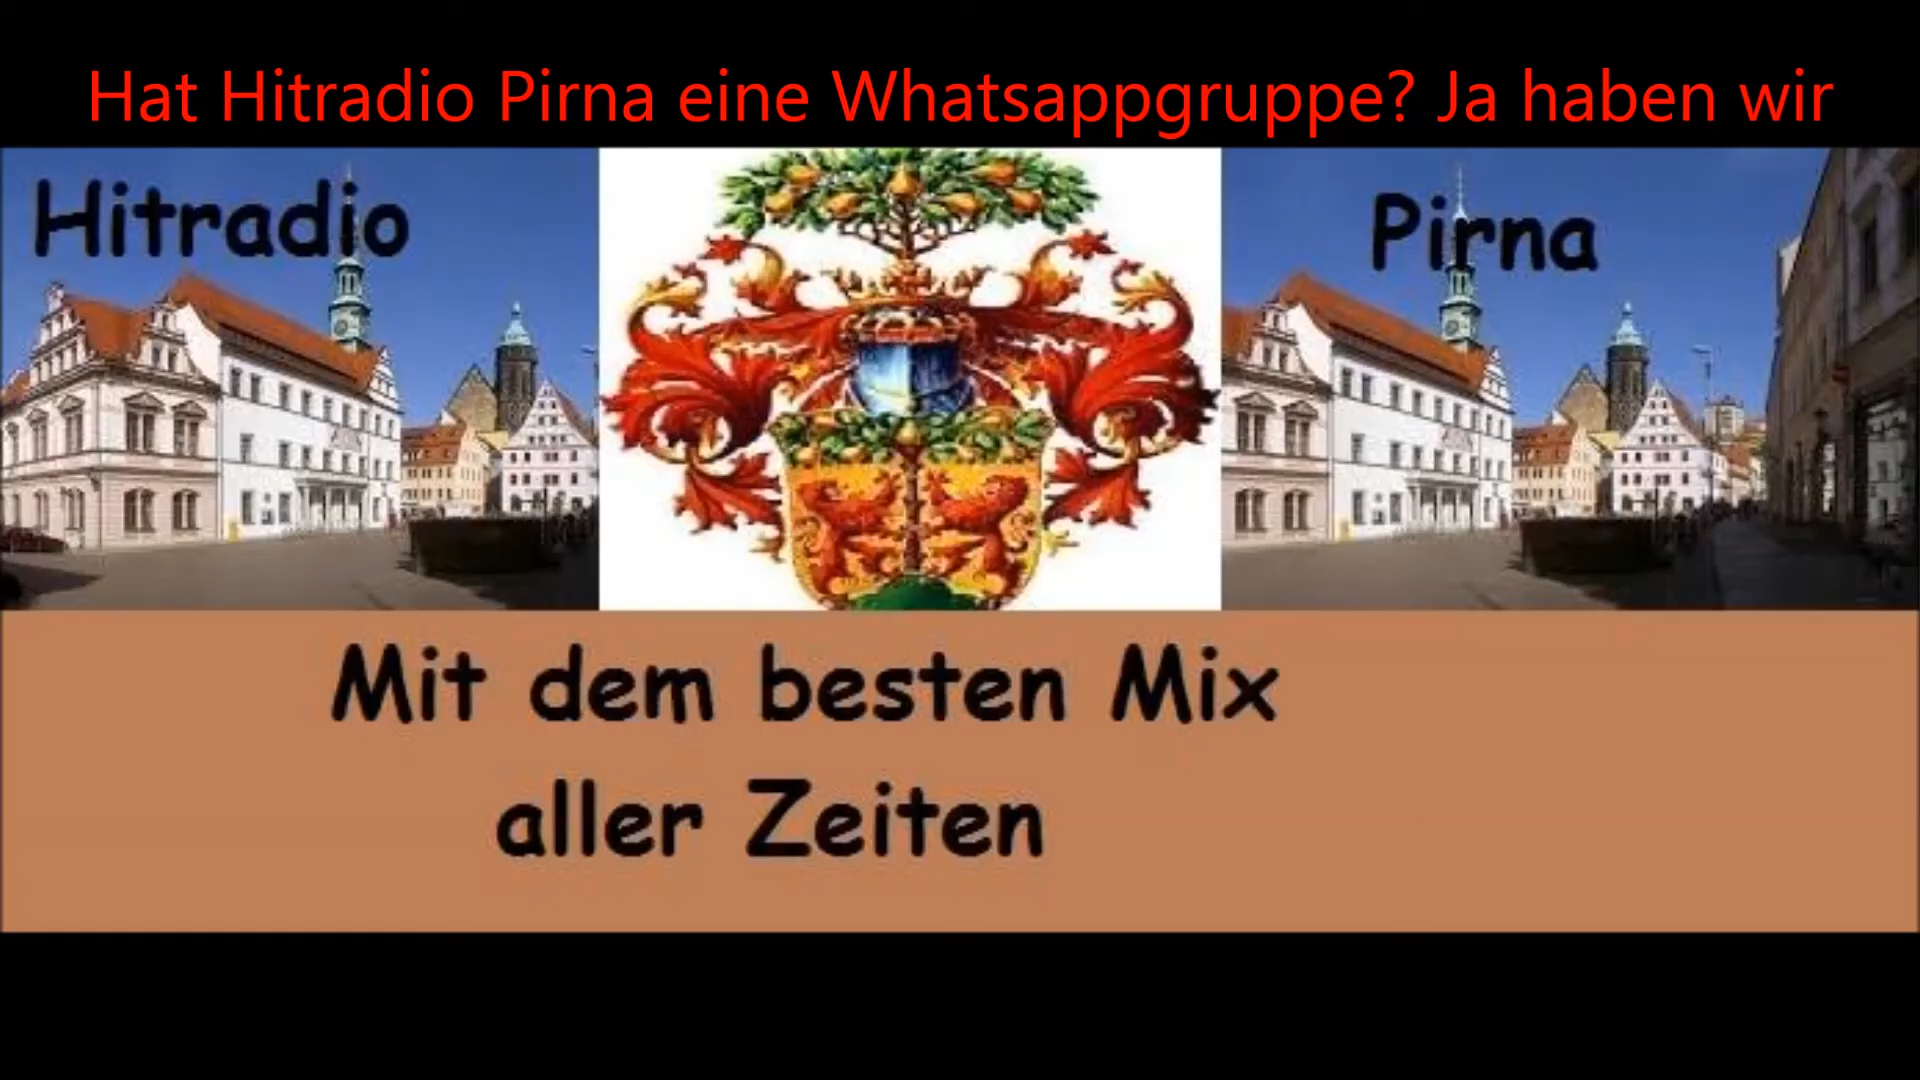 Hat Hitradio Pirna eine Whatsappgruppe? Ja haben wir
Hitradio
Pirna
Mit dem besten Mix
aller Zeiten